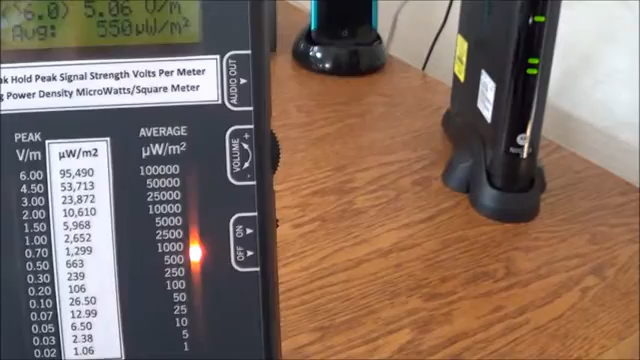 (6.0) 5.06 V/m
Avg: 550µW/m²
ak Hold Peak Signal Strength Volts Per Meter
g Power Density MicroWatts/Square Meter
AUDIO OUT
PEAK AVERAGE
V/m µW/m2 µW/m²
VOLUME
+
-
6.00 95,490 100000
4.50 53,713 50000
3.00 23,872 25000
2.00 10,610 10000
1.50 5,968 5000
1.00 2,652 2500
0.70 1,299 1000
0.50 663 500
0.30 239 250
0.20 106 100
0.10 26.50 50
0.07 12.99 25
0.05 6.50 10
0.03 2.38 5
0.02 1.06 1
OFF ON